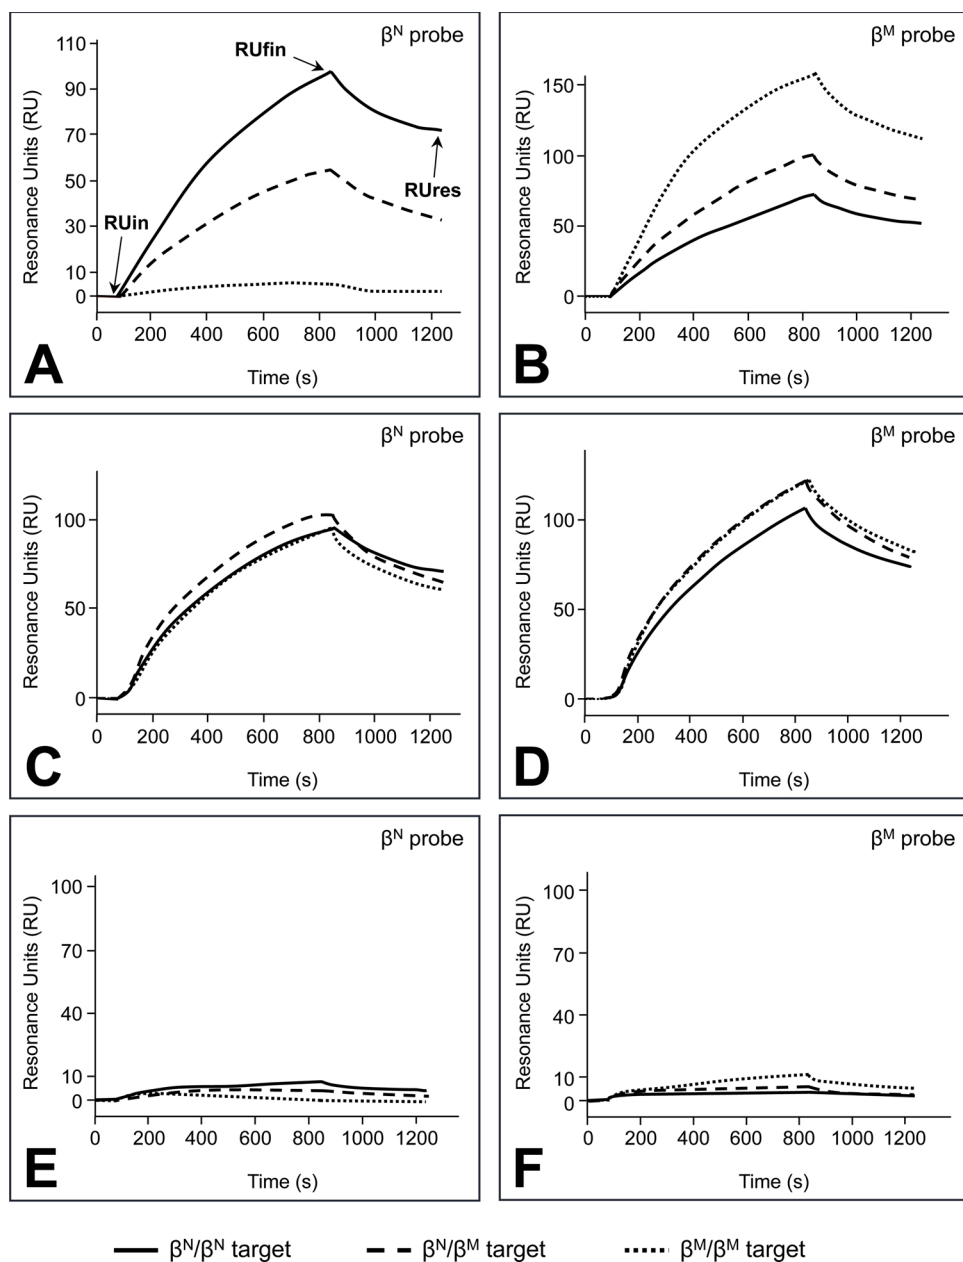 βᴺ probe
Resonance Units (RU)
110
90
70
50
30
10
0
RUin
RUfin
RUres
0 200 400 600 800 1000 1200
Time (s)
A
βᴹ probe
Resonance Units (RU)
150
100
50
0
0 200 400 600 800 1000 1200
Time (s)
B
βᴺ probe
Resonance Units (RU)
100
50
0
0 200 400 600 800 1000 1200
Time (s)
C
βᴹ probe
Resonance Units (RU)
100
50
0
0 200 400 600 800 1000 1200
Time (s)
D
βᴺ probe
Resonance Units (RU)
100
70
40
10
0
0 200 400 600 800 1000 1200
Time (s)
E
βᴹ probe
Resonance Units (RU)
100
70
40
10
0
0 200 400 600 800 1000 1200
Time (s)
F
βᴺ/βᴺ target βᴺ/βᴹ target βᴹ/βᴹ target